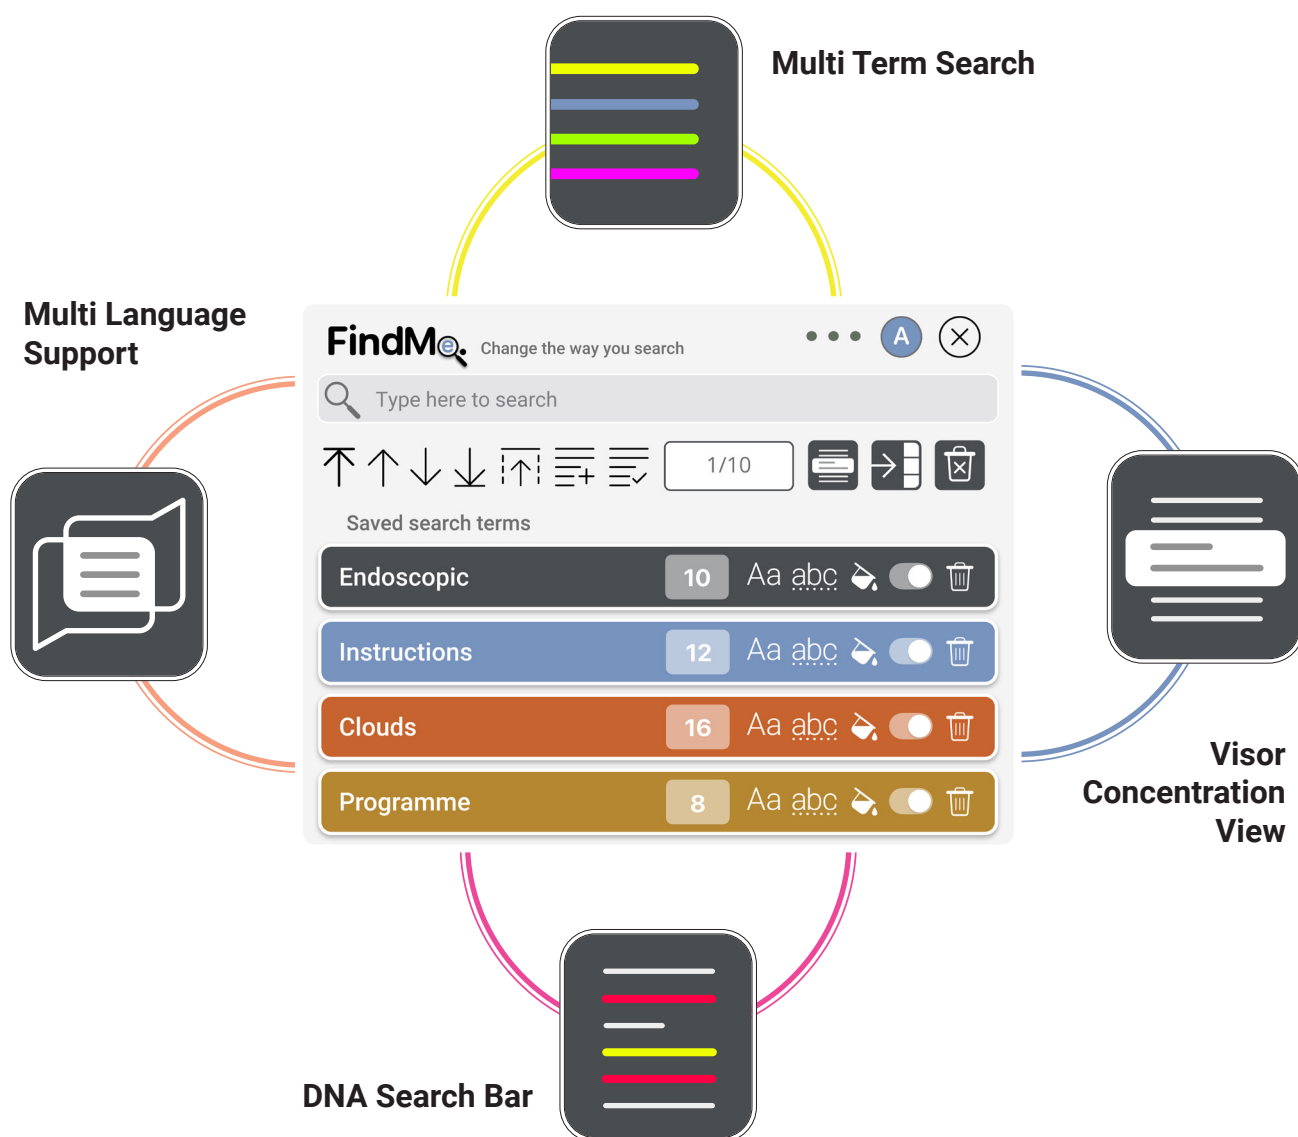 Multi Term Search
Multi Language
Support
FindMe.
Change the way you search
A
Type here to search
1/10
Saved search terms
Endoscopic 10 Aa abc
Instructions 12 Aa abc
Clouds 16 Aa abc
Programme 8 Aa abc
Visor
Concentration
View
DNA Search Bar